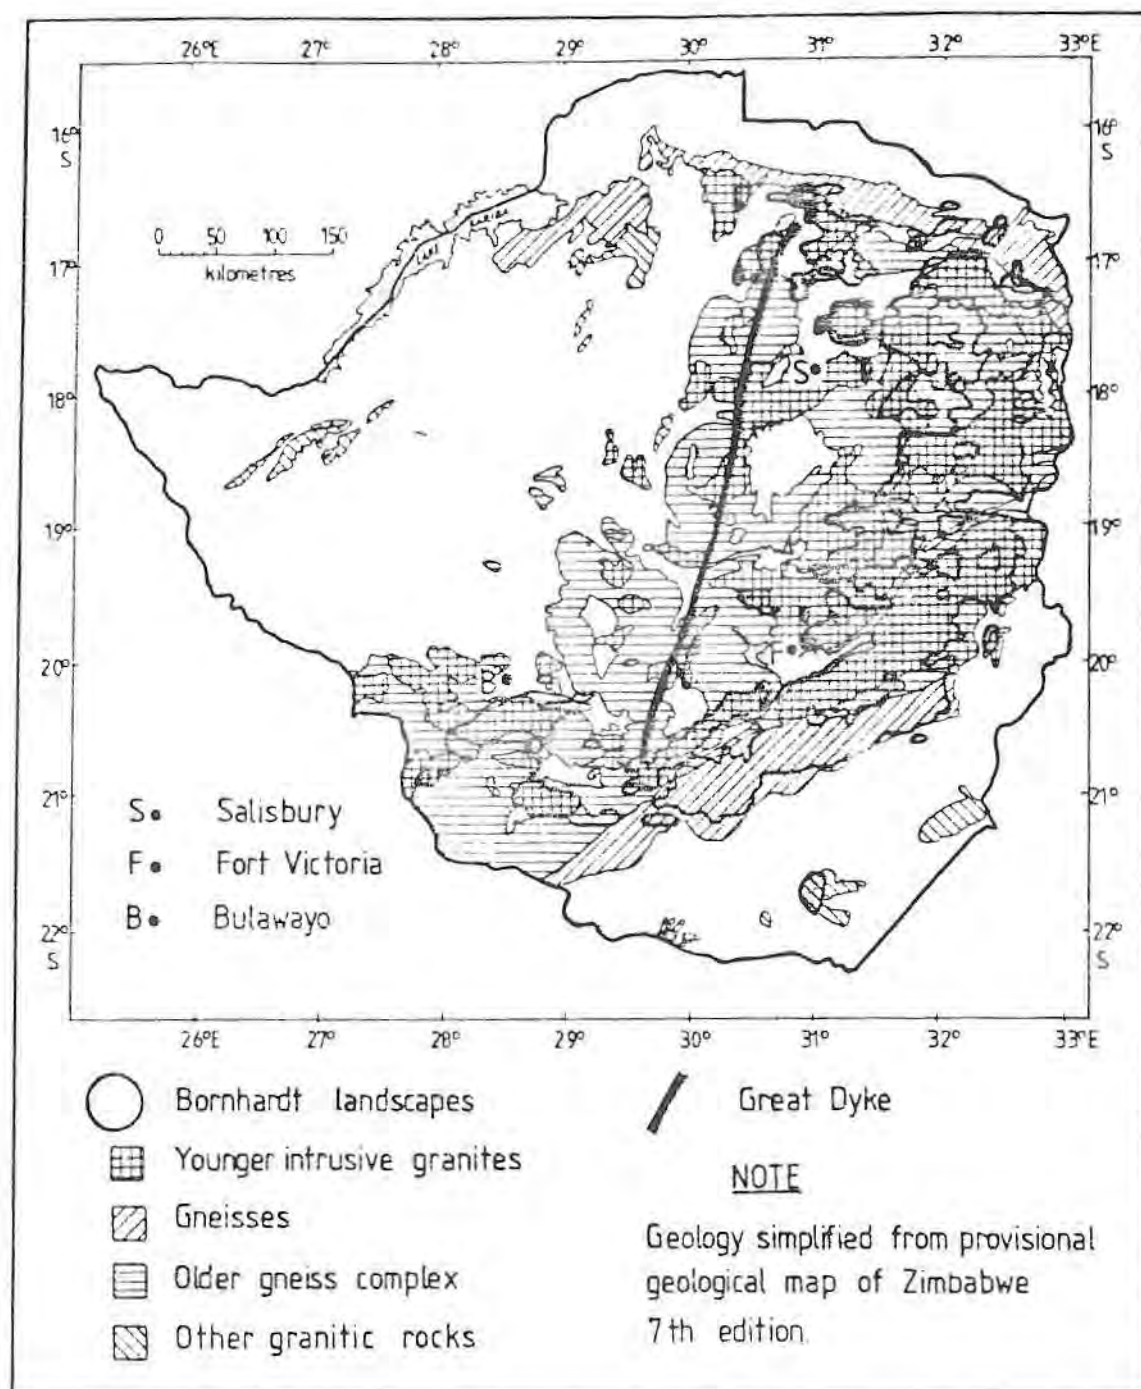 26°E 27° 28° 29° 30° 31° 32° 33°E
16° S
16° S
0 50 100 150
kilometres
LAKE KARIBA
17°
17°
S
18°
18°
19°
19°
20°
20°
B
21°
21°
S• Salisbury
F• Fort Victoria
B• Bulawayo
22° S
22° S
26°E 27° 28° 29° 30° 31° 32° 33°E
Bornhardt landscapes
Younger intrusive granites
Gneisses
Older gneiss complex
Other granitic rocks
Great Dyke
NOTE
Geology simplified from provisional
geological map of Zimbabwe
7th edition.